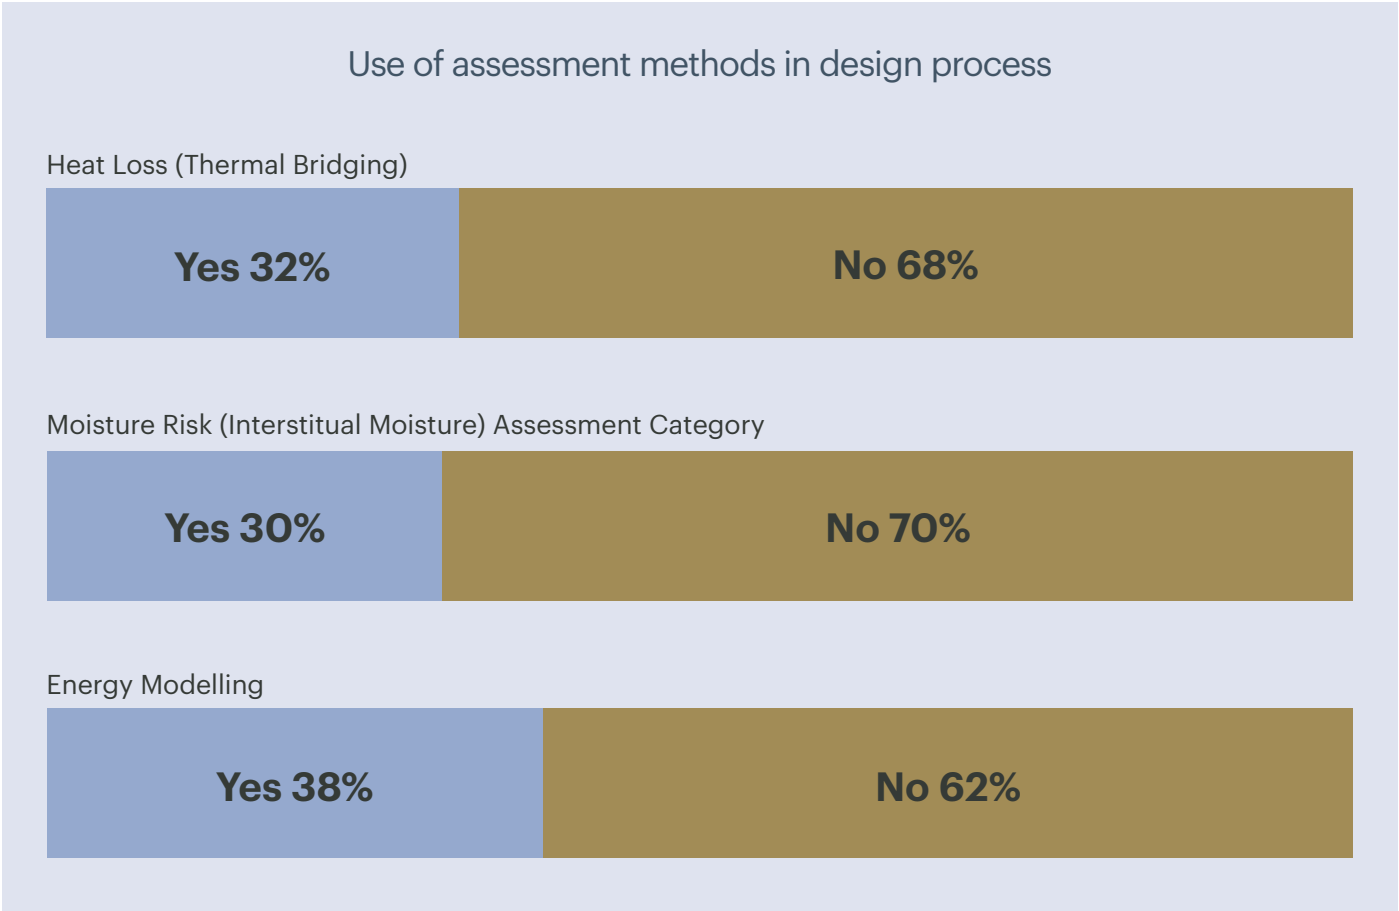 Use of assessment methods in design process
Heat Loss (Thermal Bridging)
Yes 32%
No 68%
Moisture Risk (Interstitual Moisture) Assessment Category
Yes 30%
No 70%
Energy Modelling
Yes 38%
No 62%